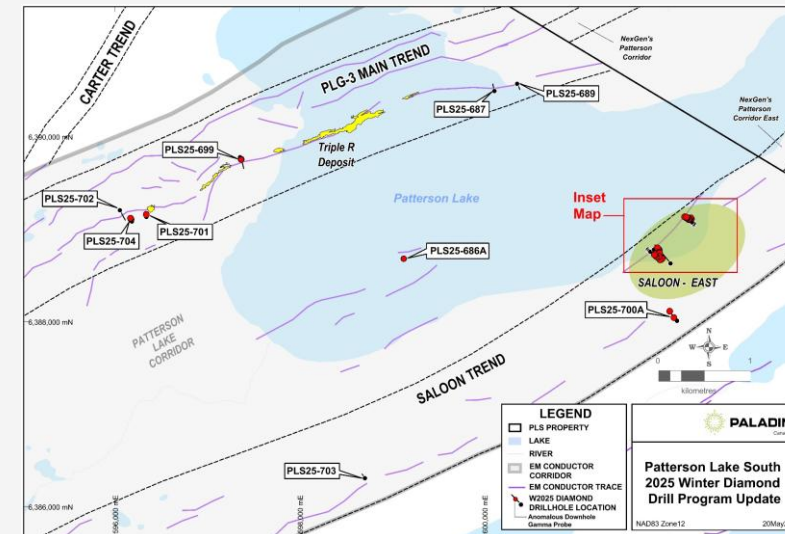 CARTER TREND
PLG-3 MAIN TREND
NexGen's
Patterson
Corridor
NexGen's
Patterson
Corridor East
PLS25-689
PLS25-687
6,390,000 mN
PLS25-699
Triple R
Deposit
PLS25-702
PLS25-704
PLS25-701
Patterson Lake
Inset
Map
PLS25-686A
SALOON - EAST
PLS25-700A
6,388,000 mN
PATTERSON
LAKE
CORRIDOR
SALOON TREND
N
W
E
S
0
1
kilometres
PLS25-703
6,386,000 mN
LEGEND
PLS PROPERTY
LAKE
RIVER
EM CONDUCTOR
CORRIDOR
EM CONDUCTOR TRACE
W2025 DIAMOND
DRILLHOLE LOCATION
Anomalous Downhole
Gamma Probe
PALADIN
Patterson Lake South
2025 Winter Diamond
Drill Program Update
NAD83 Zone12
20May2